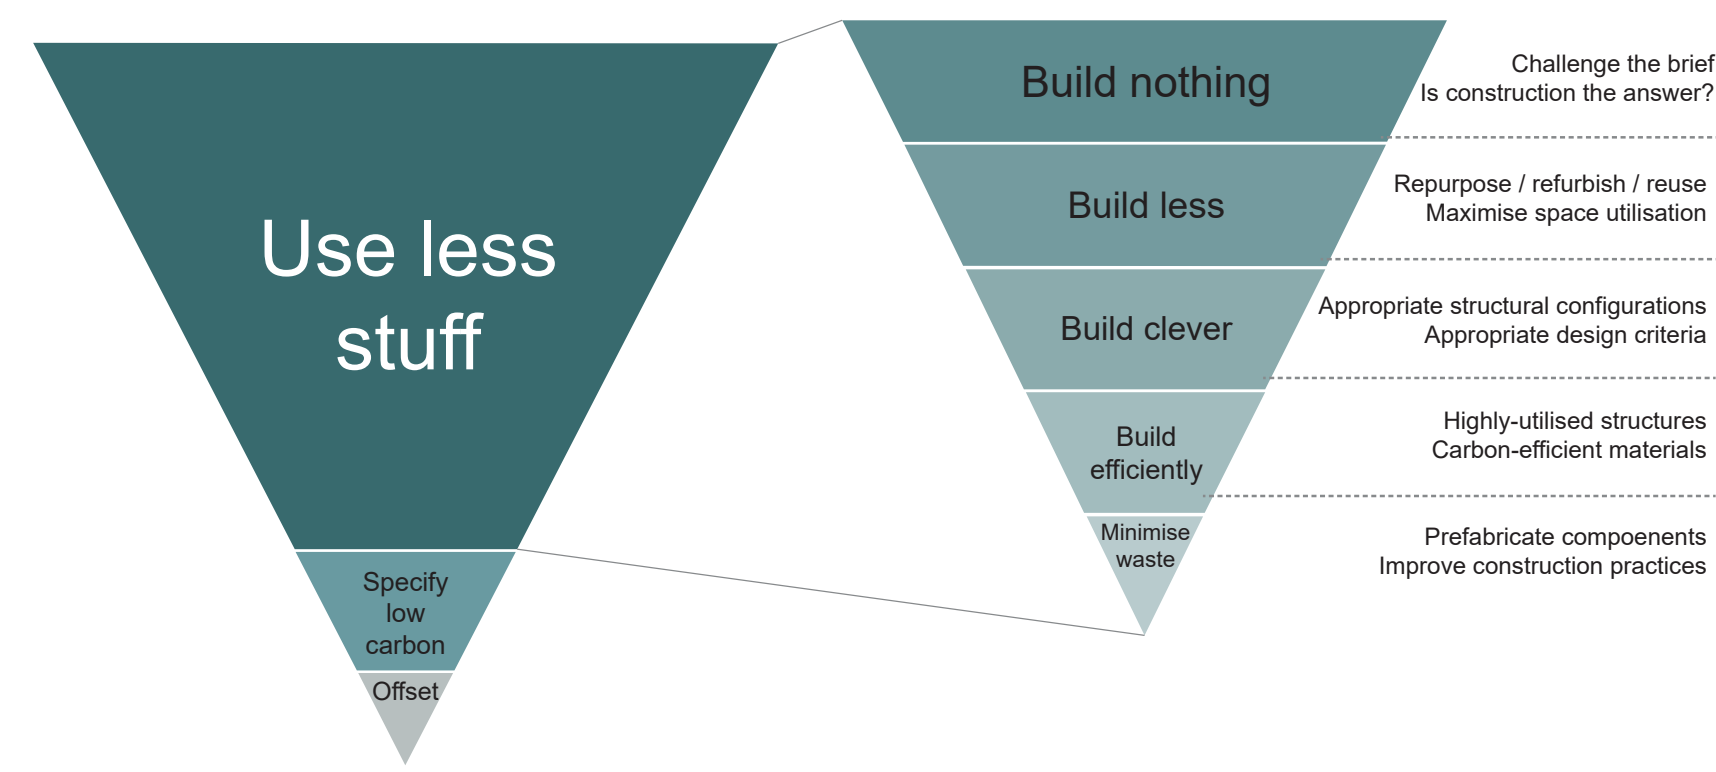 Use less
stuff
Specify
low
carbon
Offset
Build nothing
Challenge the brief
Is construction the answer?
Build less
Repurpose / refurbish / reuse
Maximise space utilisation
Build clever
Appropriate structural configurations
Appropriate design criteria
Build
efficiently
Highly-utilised structures
Carbon-efficient materials
Minimise
waste
Prefabricate compoenents
Improve construction practices